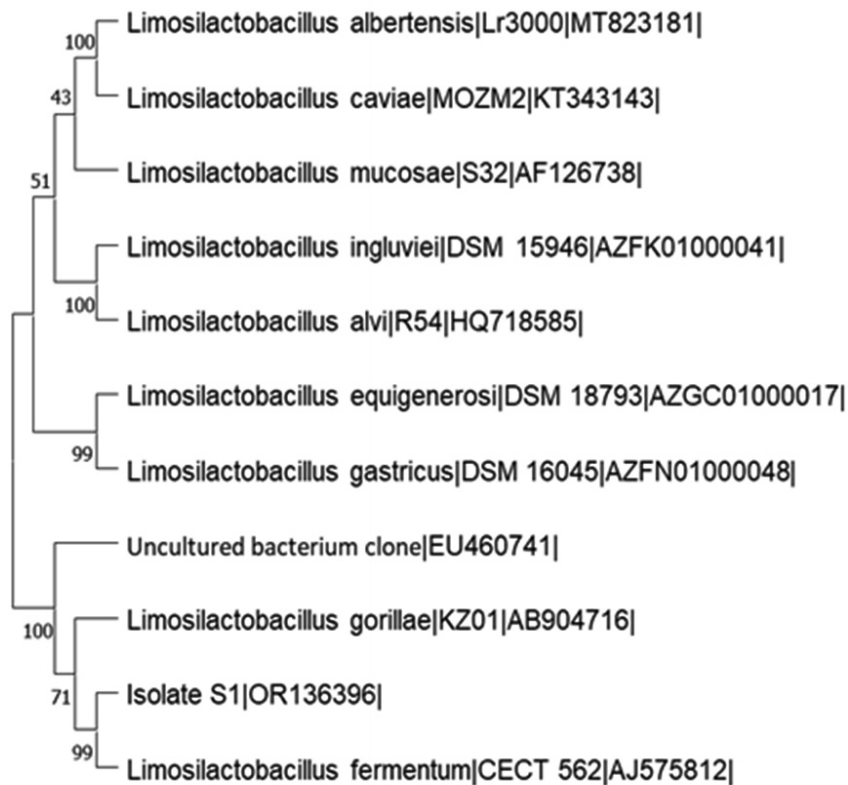 Limosilactobacillus albertensis|Lr3000|MT823181|
100
Limosilactobacillus caviae|MOZM2|KT343143|
43
Limosilactobacillus mucosae|S32|AF126738|
51
Limosilactobacillus ingluviei|DSM 15946|AZFK01000041|
100
Limosilactobacillus alvi|R54|HQ718585|
Limosilactobacillus equigenerosi|DSM 18793|AZGC01000017|
99
Limosilactobacillus gastricus|DSM 16045|AZFN01000048|
Uncultured bacterium clone|EU460741|
100
Limosilactobacillus gorillae|KZ01|AB904716|
71
Isolate S1|OR136396|
99
Limosilactobacillus fermentum|CECT 562|AJ575812|